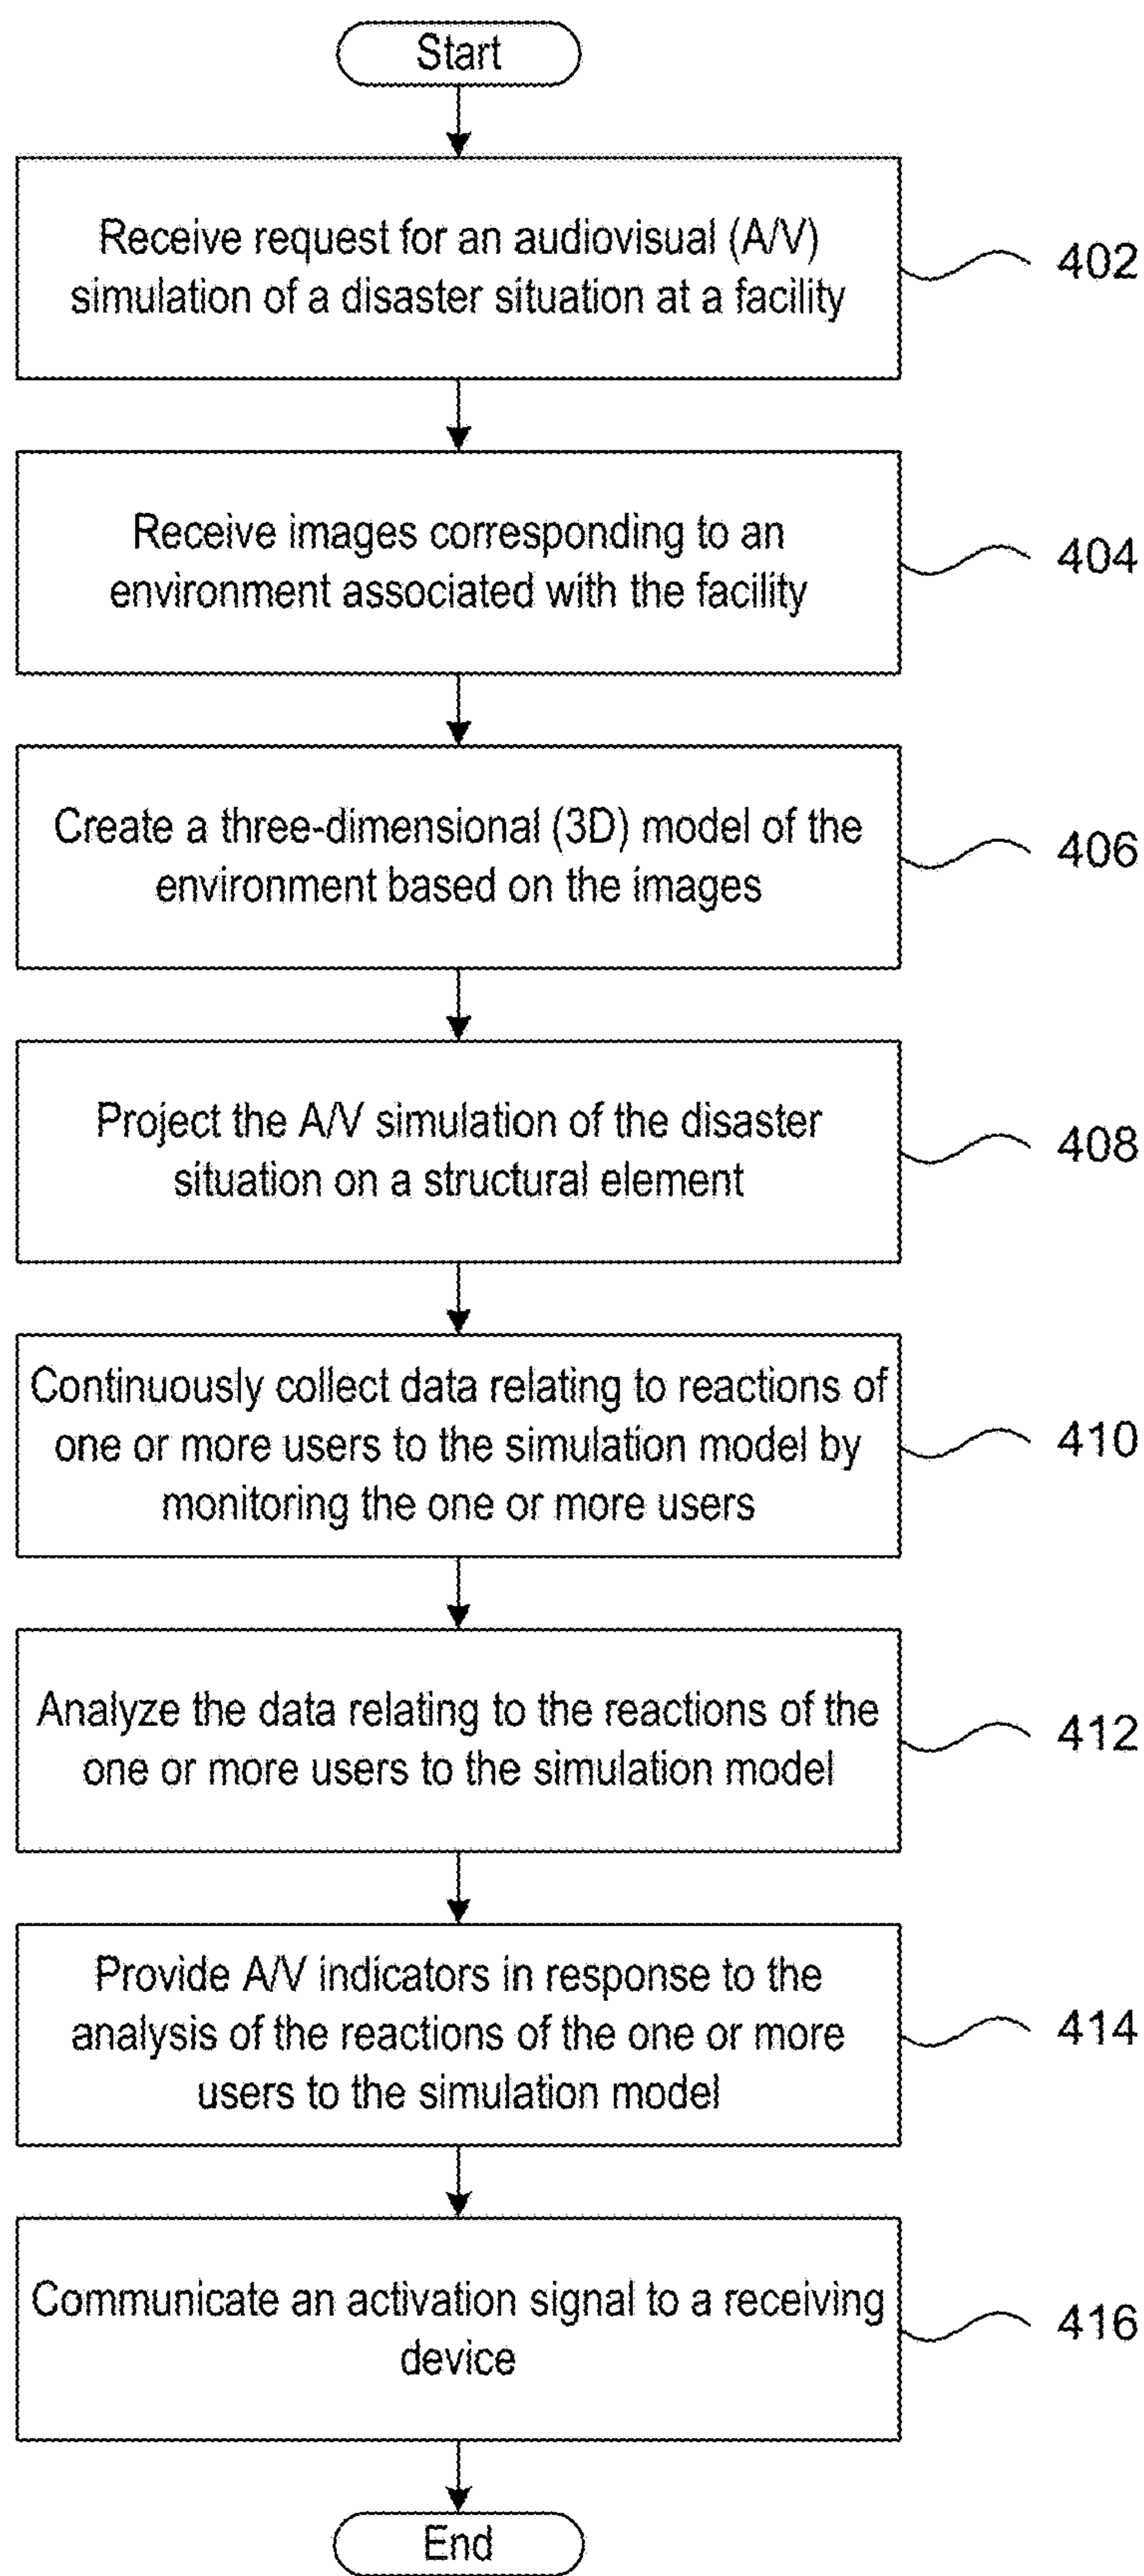 Start
Receive request for an audiovisual (A/V)
simulation of a disaster situation at a facility
402
Receive images corresponding to an
environment associated with the facility
404
Create a three-dimensional (3D) model of the
environment based on the images
406
Project the A/V simulation of the disaster
situation on a structural element
408
Continuously collect data relating to reactions of
one or more users to the simulation model by
monitoring the one or more users
410
Analyze the data relating to the reactions of the
one or more users to the simulation model
412
Provide A/V indicators in response to the
analysis of the reactions of the one or more
users to the simulation model
414
Communicate an activation signal to a receiving
device
416
End